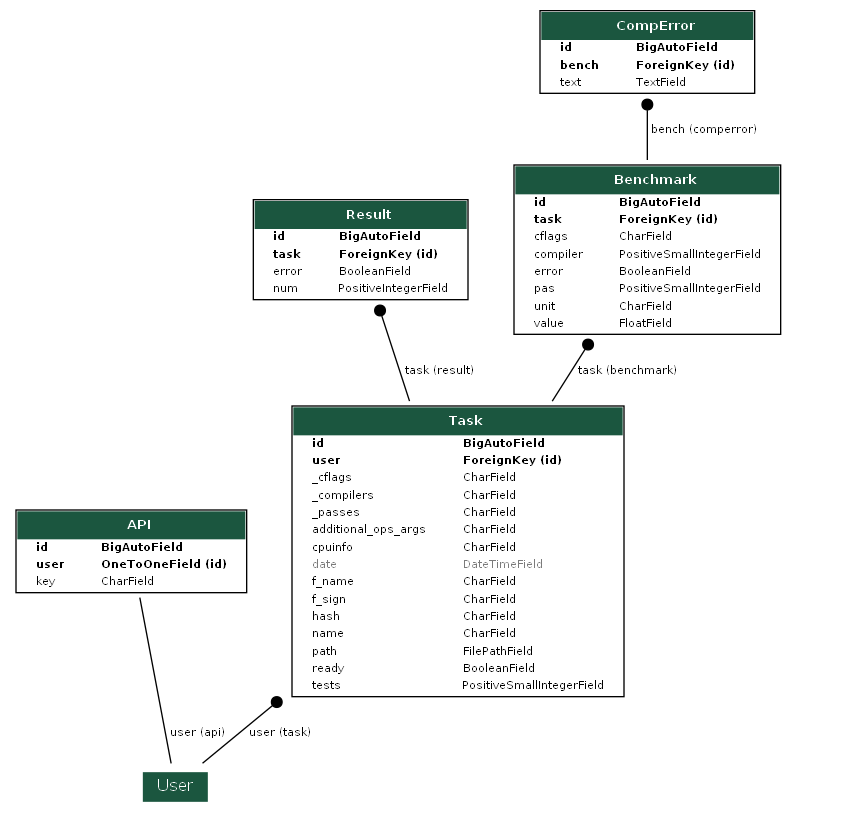 CompError
id BigAutoField
bench ForeignKey (id)
text TextField
bench (comperror)
Benchmark
id BigAutoField
task ForeignKey (id)
cflags CharField
compiler PositiveSmallIntegerField
error BooleanField
pas PositiveSmallIntegerField
unit CharField
value FloatField
Result
id BigAutoField
task ForeignKey (id)
error BooleanField
num PositiveIntegerField
task (result)
task (benchmark)
Task
id BigAutoField
user ForeignKey (id)
_cflags CharField
_compilers CharField
_passes CharField
additional_ops_args CharField
cpuinfo CharField
date DateTimeField
f_name CharField
f_sign CharField
hash CharField
name CharField
path FilePathField
ready BooleanField
tests PositiveSmallIntegerField
API
id BigAutoField
user OneToOneField (id)
key CharField
user (api)
user (task)
User